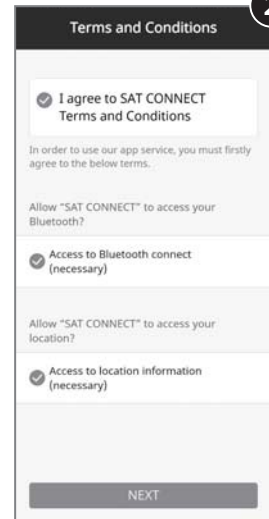 Terms and Conditions
I agree to SAT CONNECT
Terms and Conditions
In order to use our app service, you must firstly
agree to the below terms.
Allow "SAT CONNECT" to access your
Bluetooth?
Access to Bluetooth connect
(necessary)
Allow "SAT CONNECT" to access your
location?
Access to location information
(necessary)
NEXT